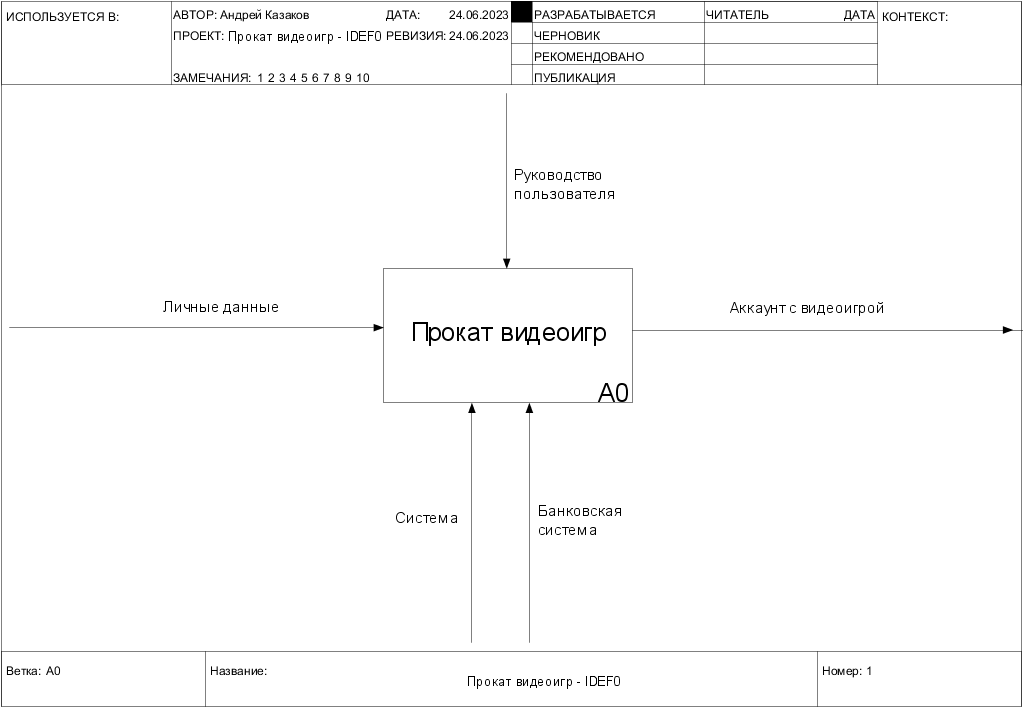 ИСПОЛЬЗУЕТСЯ В:
АВТОР: Андрей Казаков ДАТА: 24.06.2023
ПРОЕКТ: Прокат видеоигр - IDEF0 РЕВИЗИЯ: 24.06.2023
ЗАМЕЧАНИЯ: 1 2 3 4 5 6 7 8 9 10
РАЗРАБАТЫВАЕТСЯ
ЧЕРНОВИК
РЕКОМЕНДОВАНО
ПУБЛИКАЦИЯ
ЧИТАТЕЛЬ ДАТА
КОНТЕКСТ:
Руководство
пользователя
Личные данные
Прокат видеоигр
A0
Аккаунт с видеоигрой
Система
Банковская
система
Ветка: A0
Название:
Прокат видеоигр - IDEF0
Номер: 1